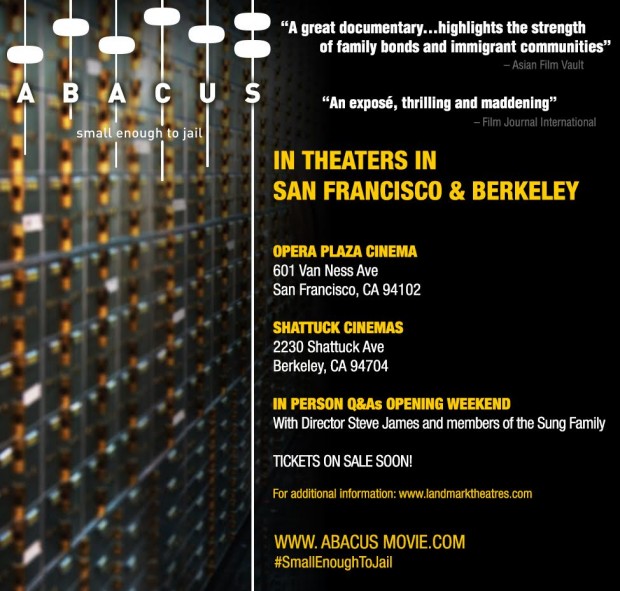 ABACUS
small enough to jail
“A great documentary...highlights the strength
of family bonds and immigrant communities”
– Asian Film Vault
“An exposé, thrilling and maddening”
– Film Journal International
IN THEATERS IN
SAN FRANCISCO & BERKELEY
OPERA PLAZA CINEMA
601 Van Ness Ave
San Francisco, CA 94102
SHATTUCK CINEMAS
2230 Shattuck Ave
Berkeley, CA 94704
IN PERSON Q&As OPENING WEEKEND
With Director Steve James and members of the Sung Family
TICKETS ON SALE SOON!
For additional information: www.landmarktheatres.com
WWW. ABACUS MOVIE.COM
#SmallEnoughToJail